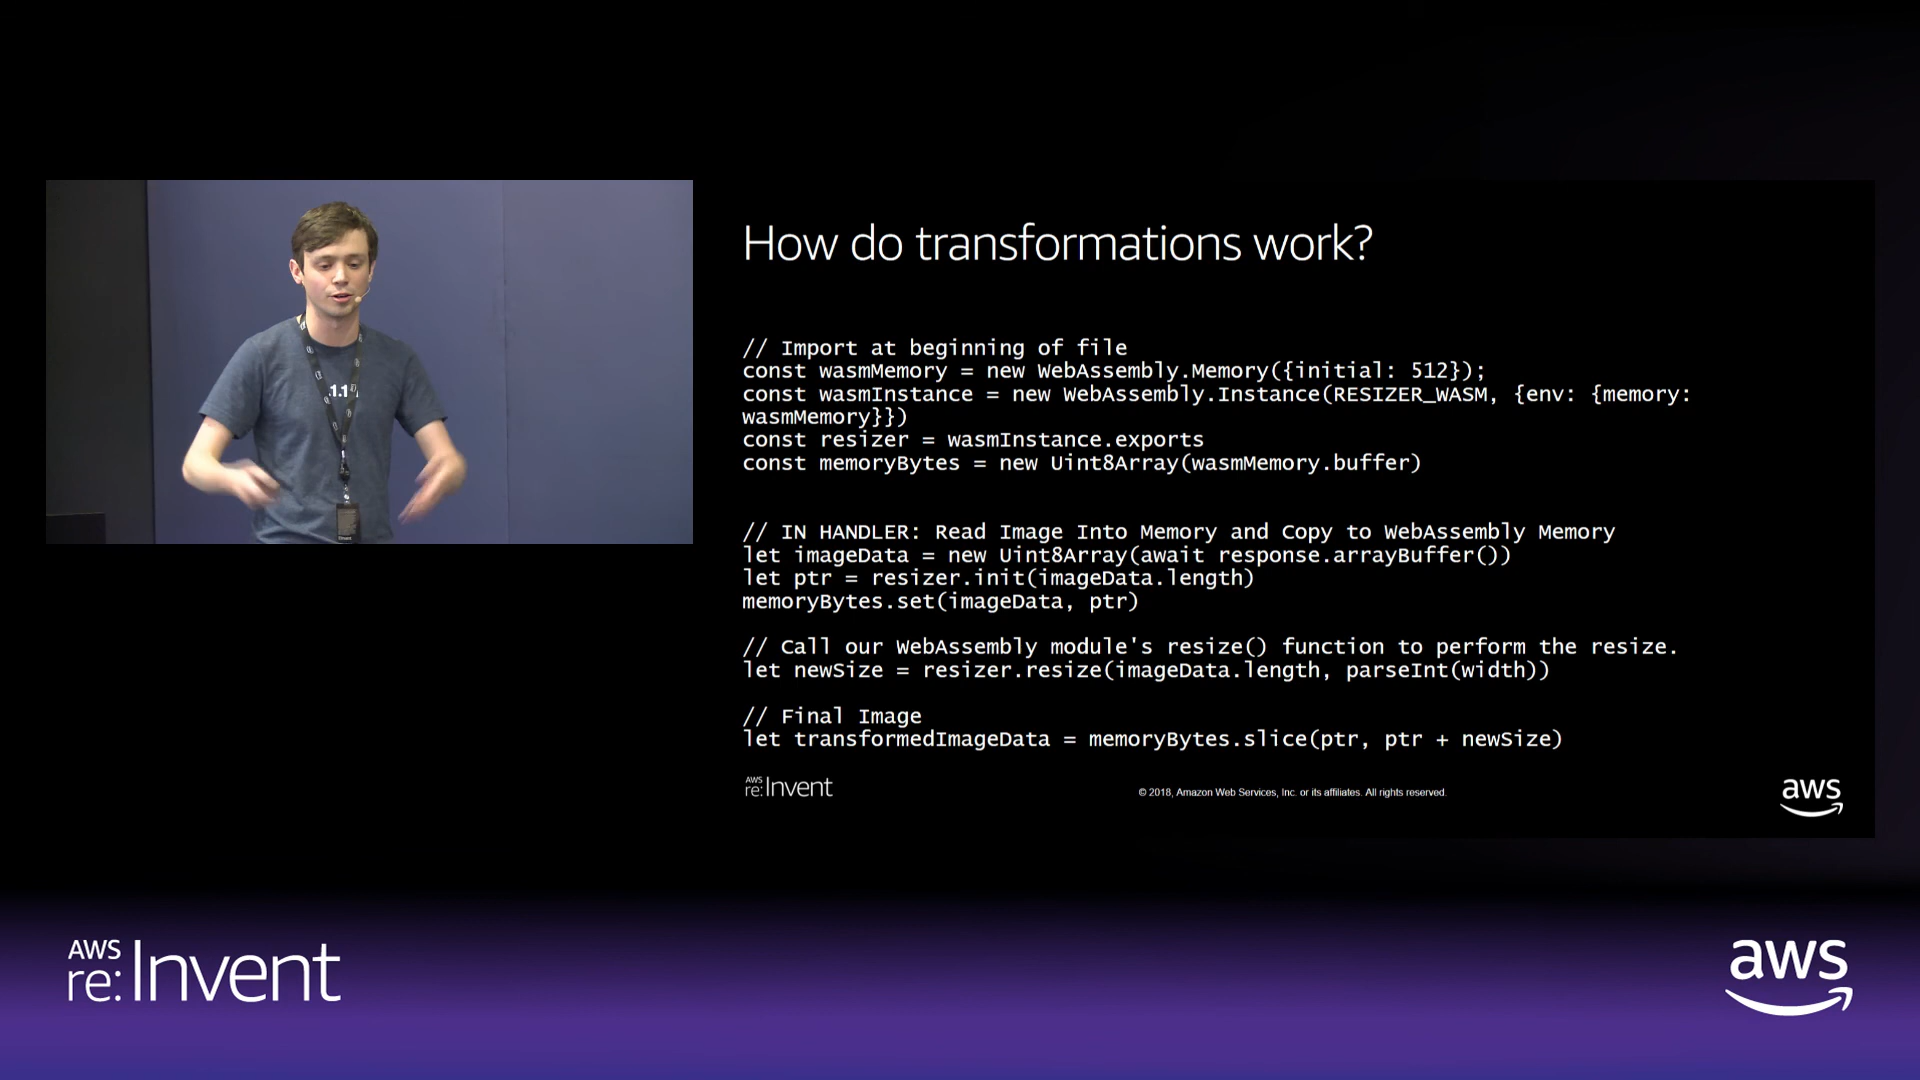 How do transformations work?
// Import at beginning of file
const wasmMemory = new WebAssembly.Memory({initial: 512});
const wasmInstance = new WebAssembly.Instance(RESIZER_WASM, {env: {memory:
wasmMemory}})
const resizer = wasmInstance.exports
const memoryBytes = new Uint8Array(wasmMemory.buffer)
// IN HANDLER: Read Image Into Memory and Copy to WebAssembly Memory
let imageData = new Uint8Array(await response.arrayBuffer())
let ptr = resizer.init(imageData.length)
memoryBytes.set(imageData, ptr)
// Call our WebAssembly module's resize() function to perform the resize.
let newSize = resizer.resize(imageData.length, parseInt(width))
// Final Image
let transformedImageData = memoryBytes.slice(ptr, ptr + newSize)
AWS
re:Invent
© 2018, Amazon Web Services, Inc. or its affiliates. All rights reserved.
aws
AWS
re:Invent
aws